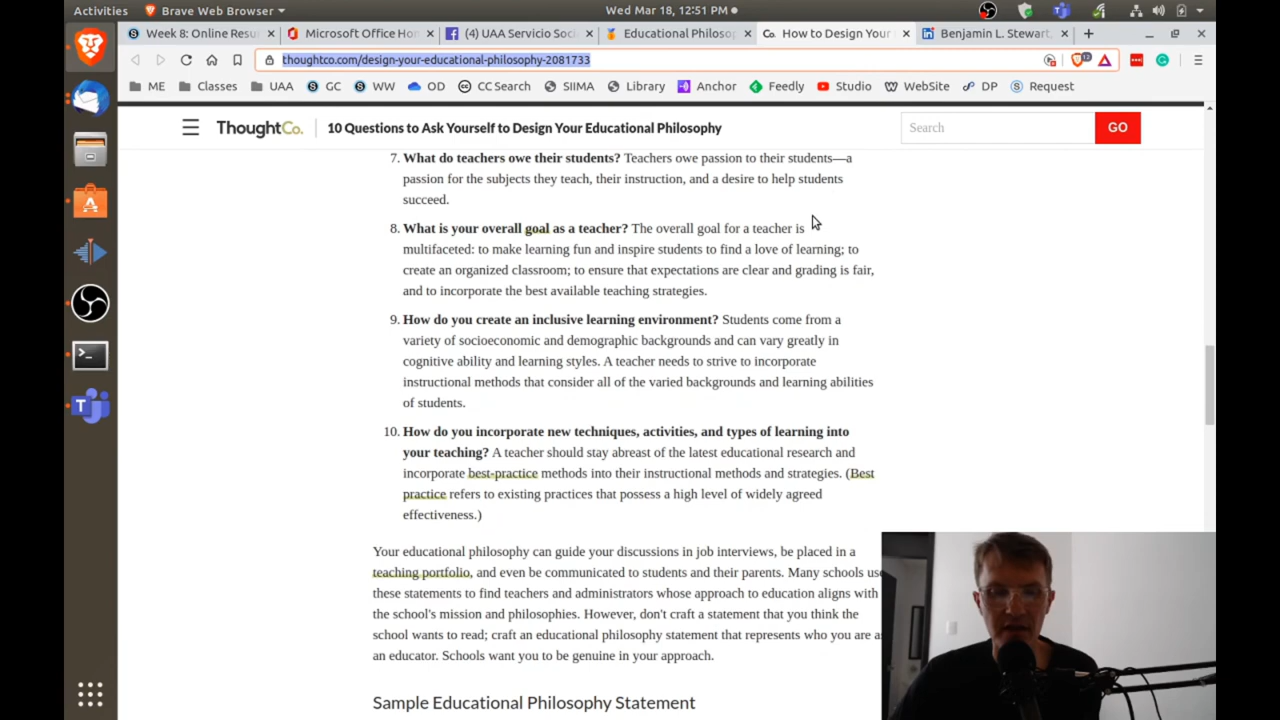 Activities
Brave Web Browser
Wed Mar 18, 12:51 PM
Week 8: Online Resu
Microsoft Office Ho
(4) UAA Servicio Soci
Educational Philoso
How to Design Your
Benjamin L. Stewart,
thoughtco.com/design-your-educational-philosophy-2081733
ME
Classes
UAA
GC
WW
OD
CC Search
SIIMA
Library
Anchor
Feedly
Studio
WebSite
DP
Request
ThoughtCo.
10 Questions to Ask Yourself to Design Your Educational Philosophy
Search
GO
7. What do teachers owe their students? Teachers owe passion to their students—a
passion for the subjects they teach, their instruction, and a desire to help students
succeed.
8. What is your overall goal as a teacher? The overall goal for a teacher is
multifaceted: to make learning fun and inspire students to find a love of learning; to
create an organized classroom; to ensure that expectations are clear and grading is fair,
and to incorporate the best available teaching strategies.
9. How do you create an inclusive learning environment? Students come from a
variety of socioeconomic and demographic backgrounds and can vary greatly in
cognitive ability and learning styles. A teacher needs to strive to incorporate
instructional methods that consider all of the varied backgrounds and learning abilities
of students.
10. How do you incorporate new techniques, activities, and types of learning into
your teaching? A teacher should stay abreast of the latest educational research and
incorporate best-practice methods into their instructional methods and strategies. (Best
practice refers to existing practices that possess a high level of widely agreed
effectiveness.)
Your educational philosophy can guide your discussions in job interviews, be placed in a
teaching portfolio, and even be communicated to students and their parents. Many schools use
these statements to find teachers and administrators whose approach to education aligns with
the school's mission and philosophies. However, don't craft a statement that you think the
school wants to read; craft an educational philosophy statement that represents who you are as
an educator. Schools want you to be genuine in your approach.
Sample Educational Philosophy Statement